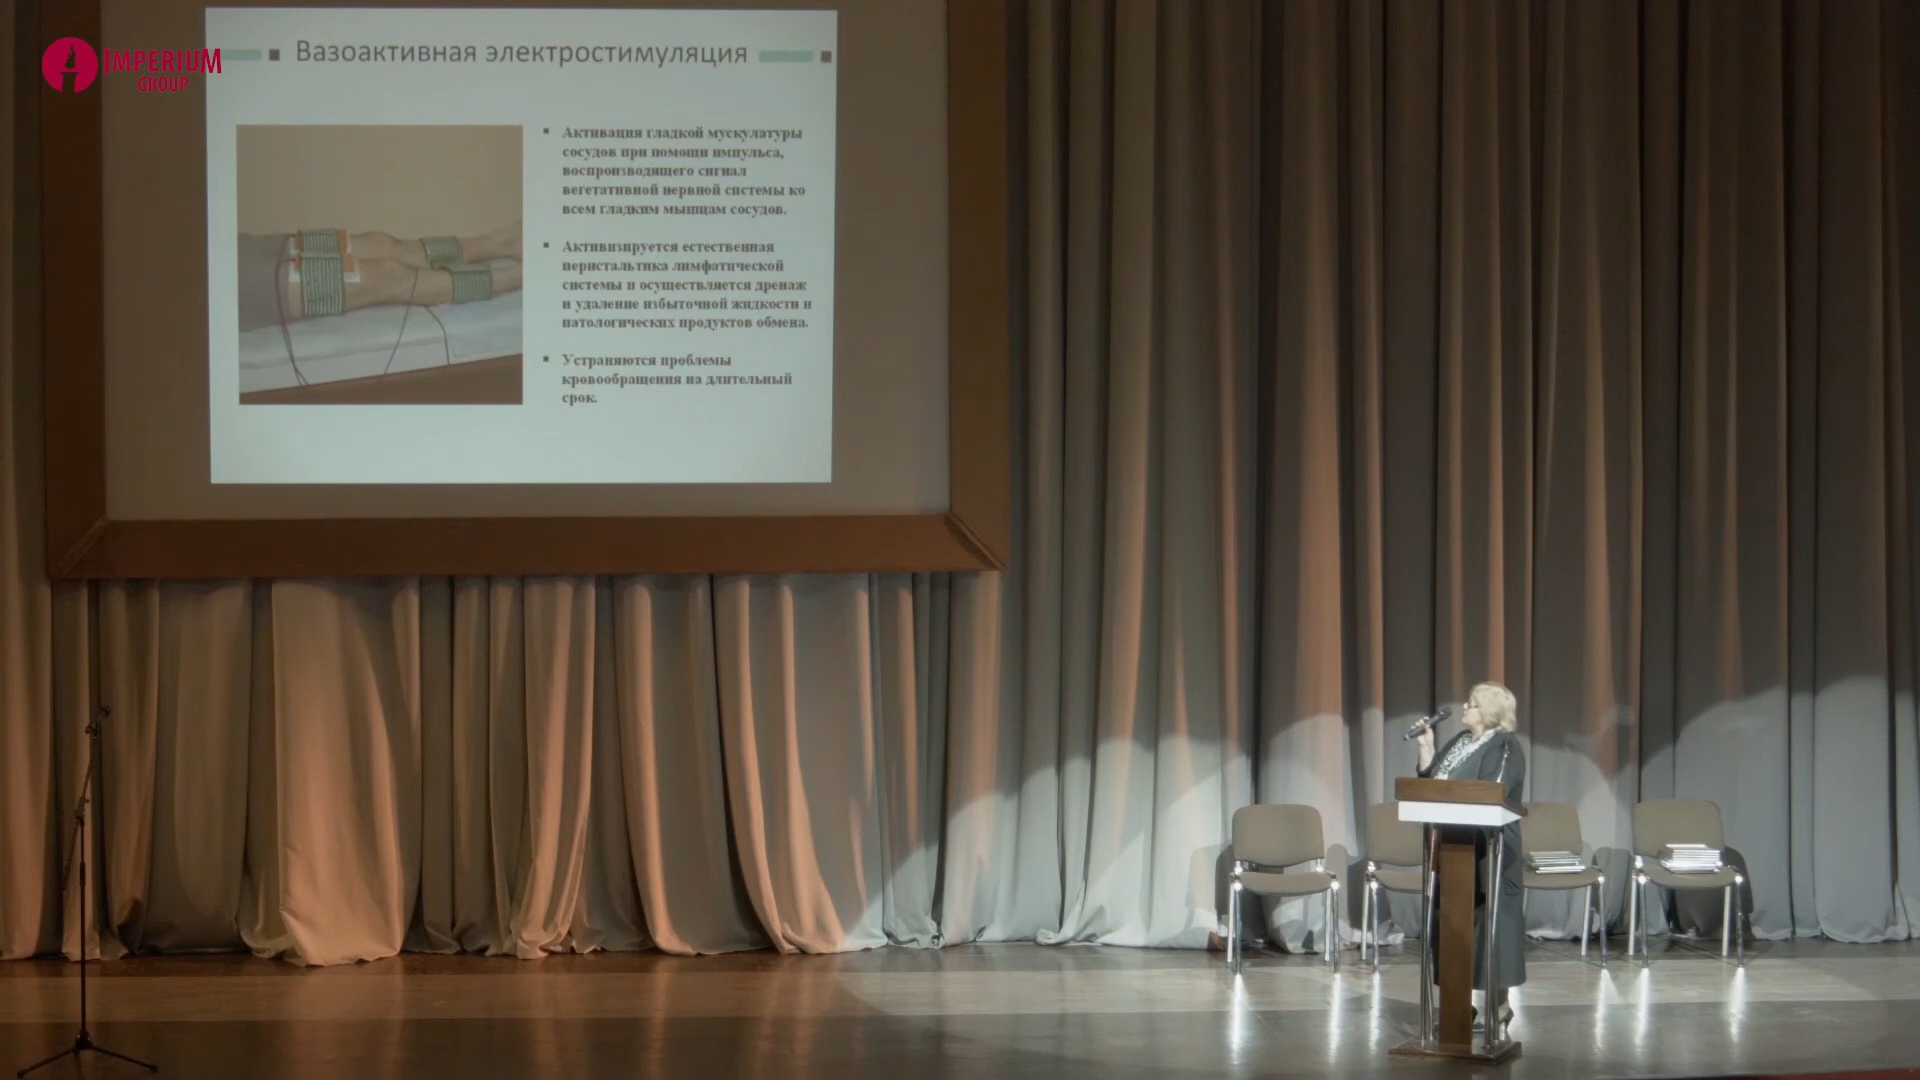 IMPERIUM
GROUP
Вазоактивная электростимуляция
▪ Активация гладкой мускулатуры
сосудов при помощи импульса,
воспроизводящего сигнал
вегетативной нервной системы ко
всем гладким мышцам сосудов.
▪ Активизируется естественная
перистальтика лимфатической
системы и осуществляется дренаж
и удаление избыточной жидкости и
патологических продуктов обмена.
▪ Устраняются проблемы
кровообращения на длительный
срок.